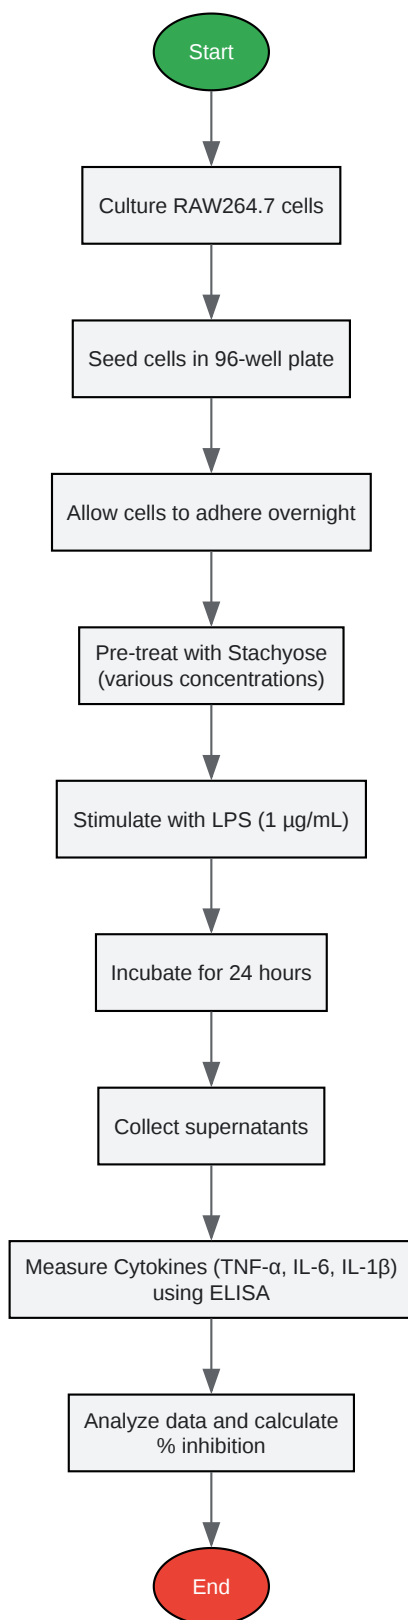 Start
Culture RAW264.7 cells
Seed cells in 96-well plate
Allow cells to adhere overnight
Pre-treat with Stachyose
(various concentrations)
Stimulate with LPS (1 µg/mL)
Incubate for 24 hours
Collect supernatants
Measure Cytokines (TNF-α, IL-6, IL-1β)
using ELISA
Analyze data and calculate
% inhibition
End